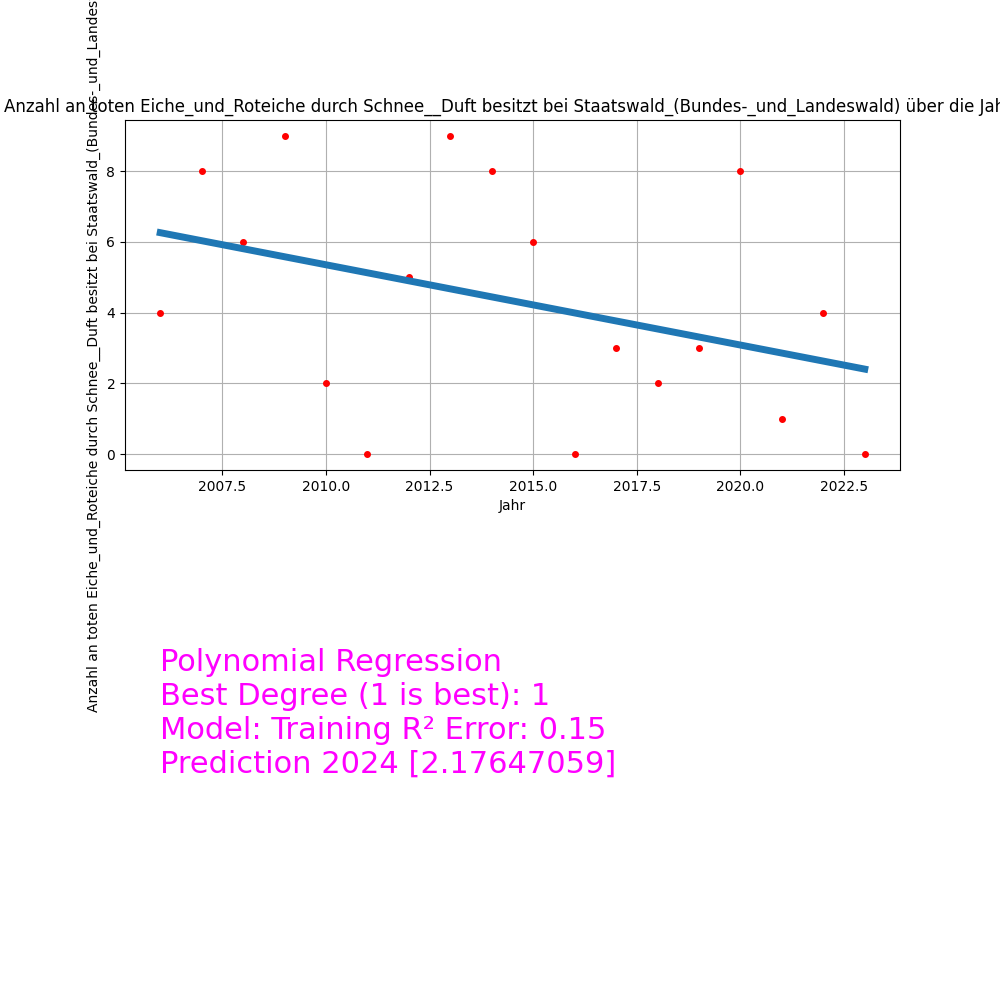 Anzahl an toten Eiche_und_Roteiche durch Schnee__Duft besitzt bei Staatswald_(Bundes-_und_Landeswald) über die
Anzahl an toten Eiche_und_Roteiche durch Schnee__Duft besitzt bei Staatswald_(Bundes-_und_Landes
8
6
4
2
0
2007.5 2010.0 2012.5 2015.0 2017.5 2020.0 2022.5
Jahr
Polynomial Regression
Best Degree (1 is best): 1
Model: Training R² Error: 0.15
Prediction 2024 [2.17647059]